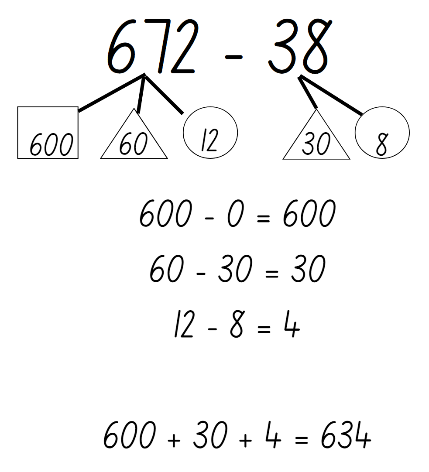 672 - 38
600 60 12 30 8
600 - 0 = 600
60 - 30 = 30
12 - 8 = 4
600 + 30 + 4 = 634